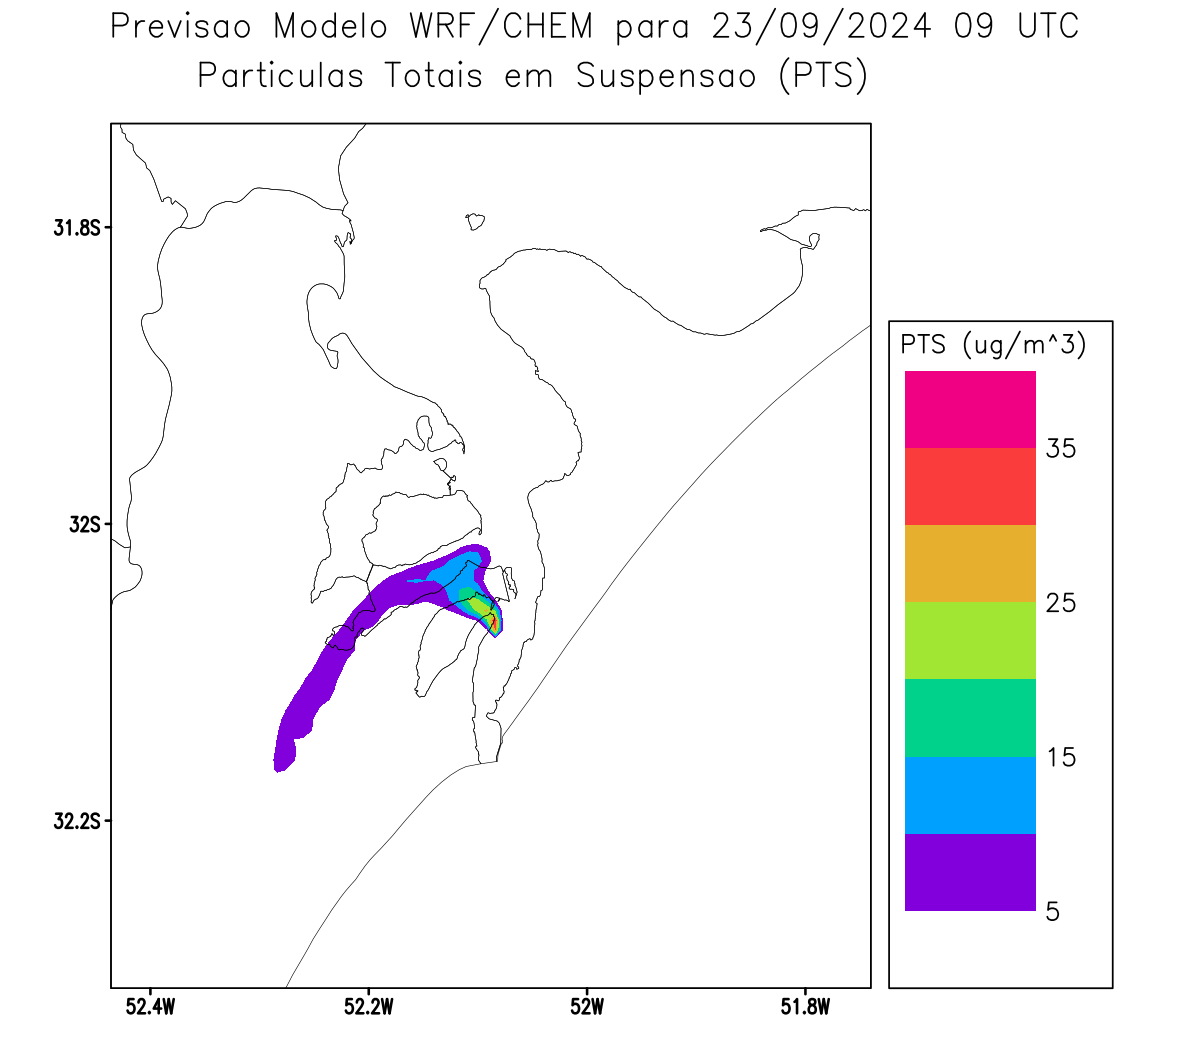 Previsao Modelo WRF/CHEM para 23/09/2024 09 UTC
Particulas Totais em Suspensao (PTS)
31.8S
32S
32.2S
52.4W
52.2W
52W
51.8W
PTS (ug/m^3)
35
25
15
5